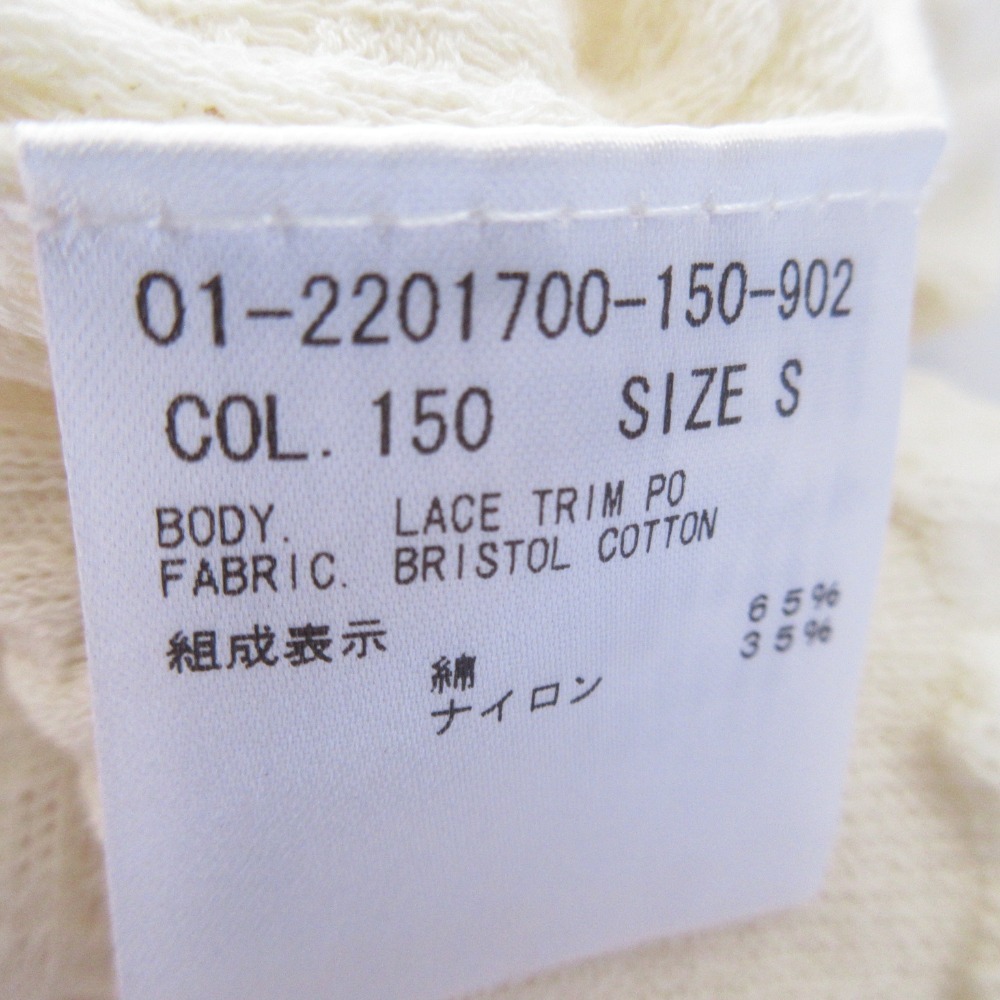 01-2201700-150-902
COL. 150 SIZE S
BODY. LACE TRIM PO
FABRIC. BRISTOL COTTON
組成表示
綿 65%
ナイロン 35%